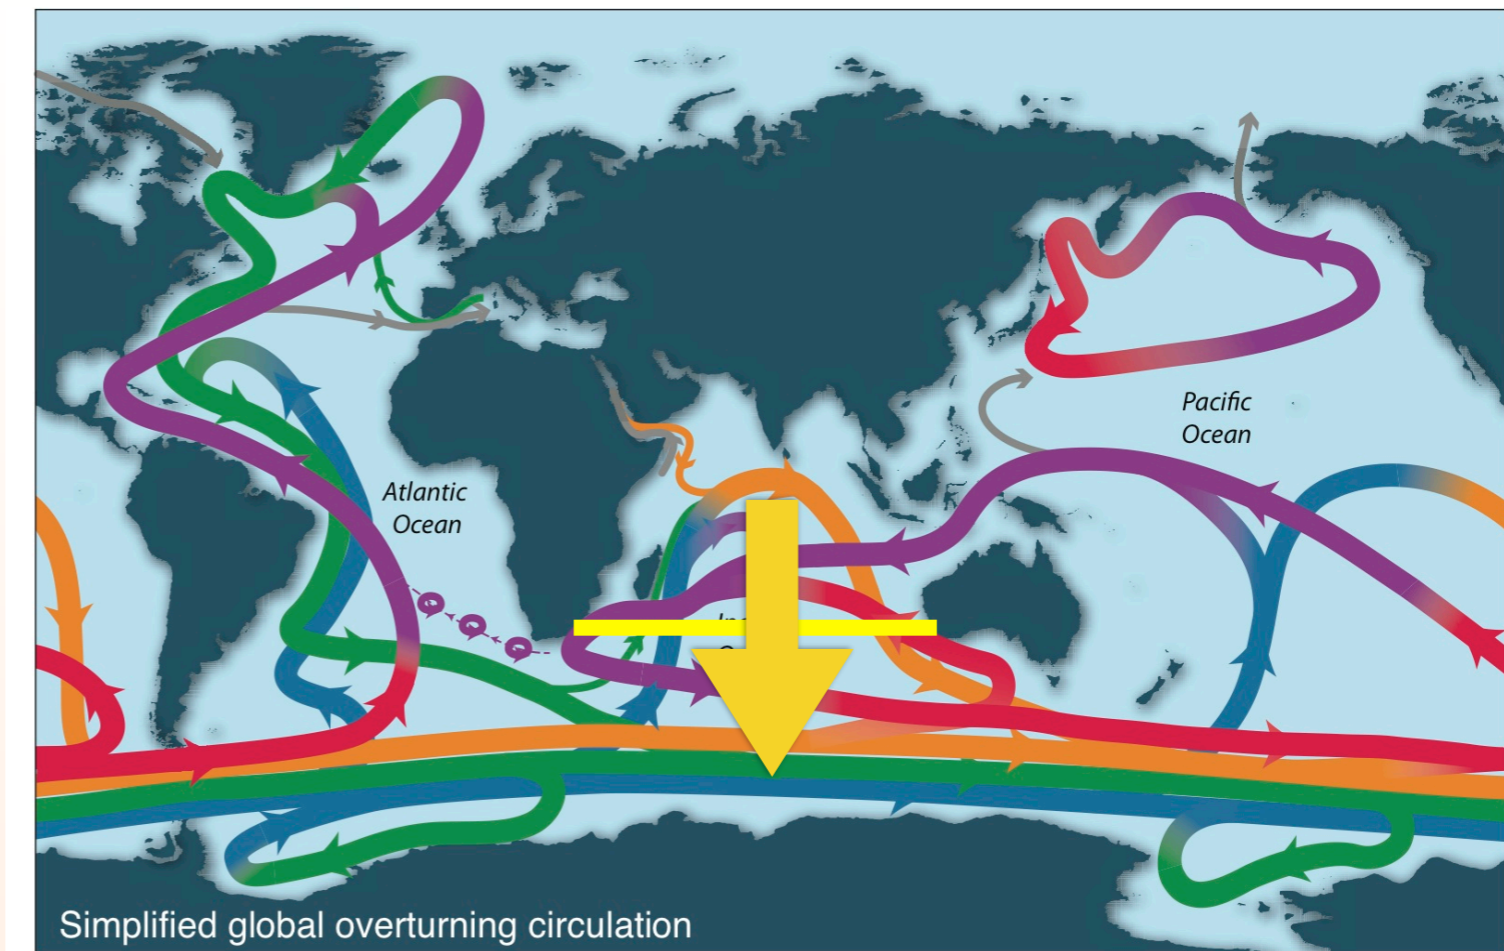 Pacific
Ocean
Atlantic
Ocean
Simplified global overturning circulation